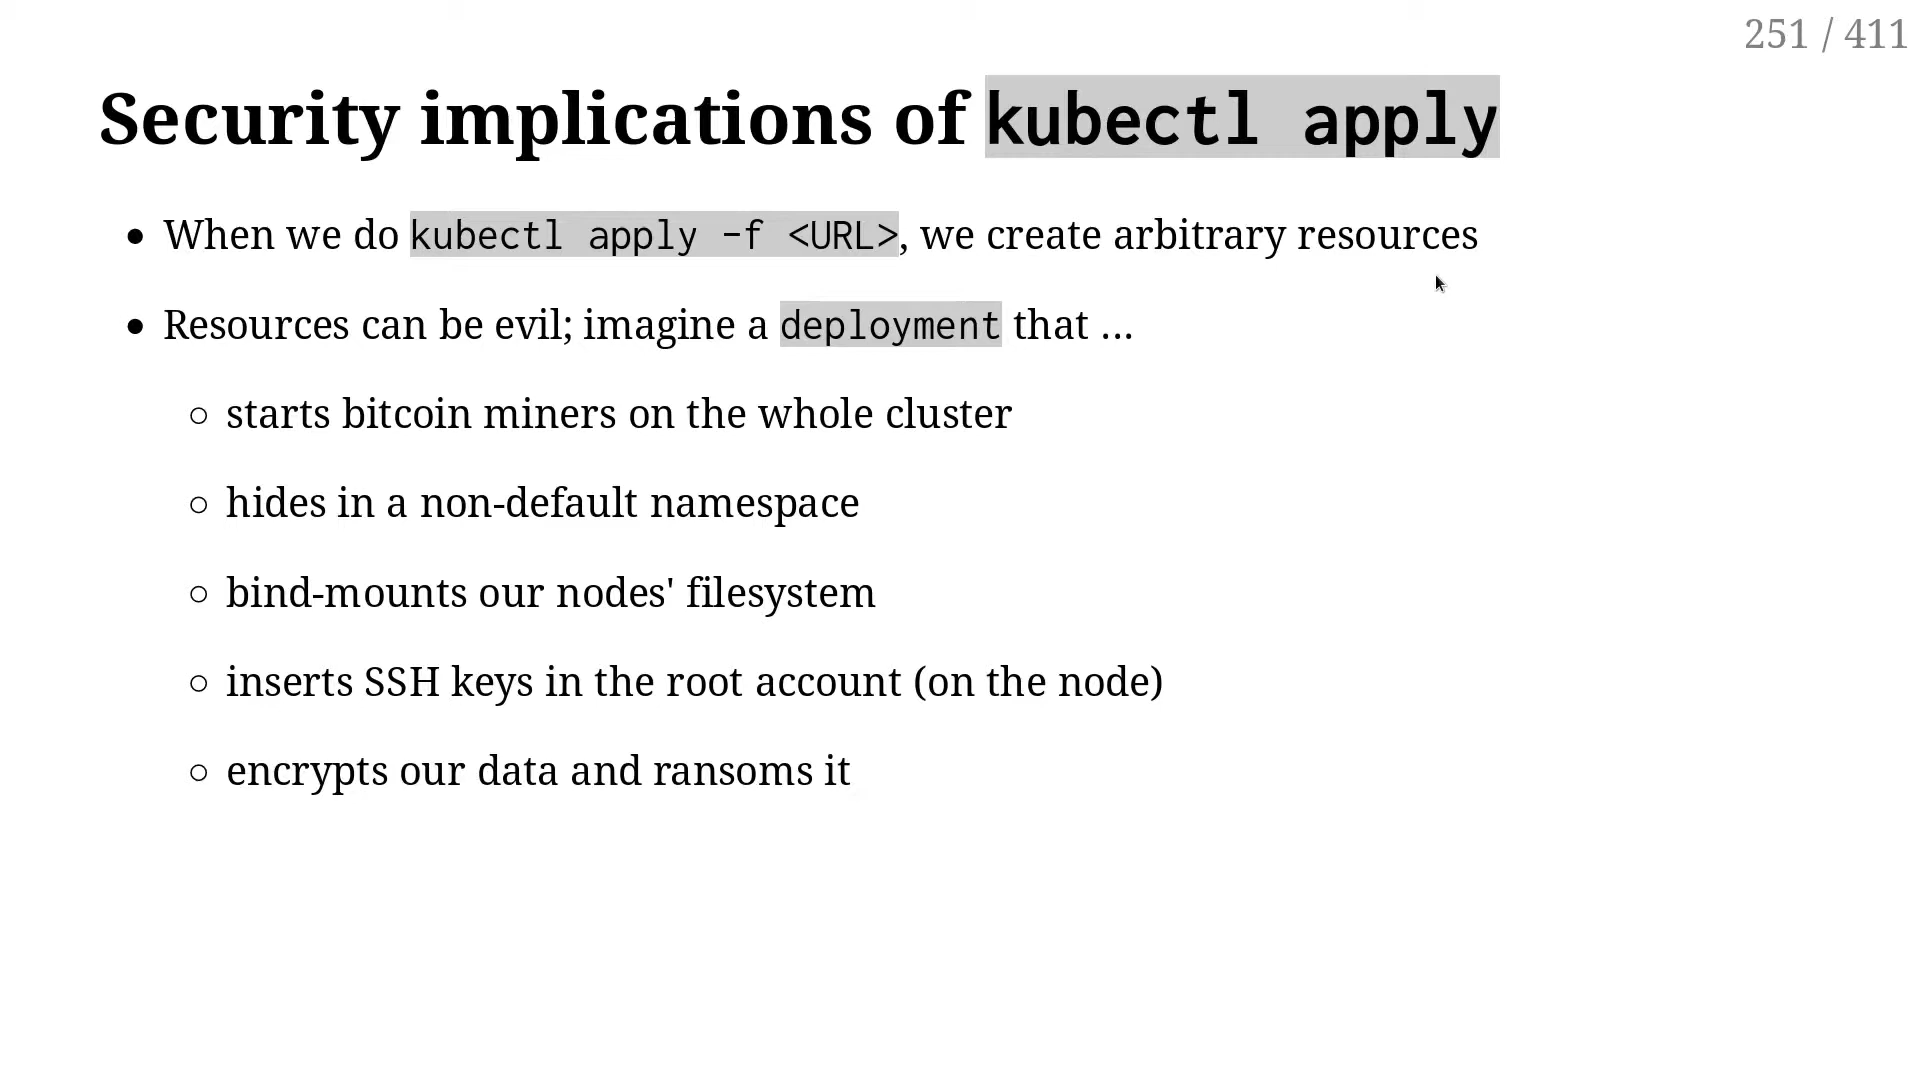 251 / 411
Security implications of kubectl apply
• When we do kubectl apply -f <URL>, we create arbitrary resources
• Resources can be evil; imagine a deployment that ...
○ starts bitcoin miners on the whole cluster
○ hides in a non-default namespace
○ bind-mounts our nodes' filesystem
○ inserts SSH keys in the root account (on the node)
○ encrypts our data and ransoms it